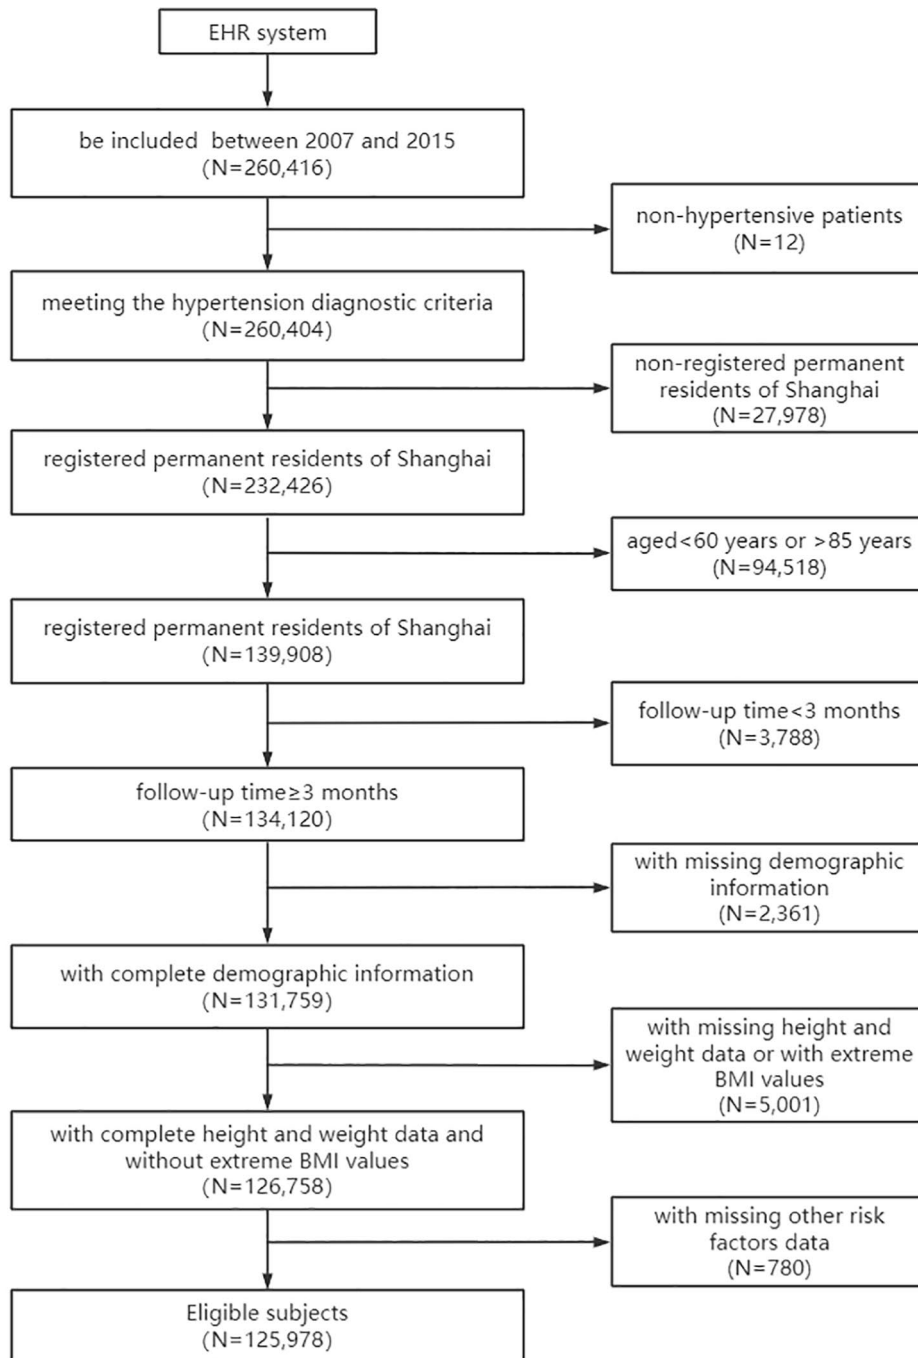 EHR system
be included between 2007 and 2015
(N=260,416)
non-hypertensive patients
(N=12)
meeting the hypertension diagnostic criteria
(N=260,404)
non-registered permanent
residents of Shanghai
(N=27,978)
registered permanent residents of Shanghai
(N=232,426)
aged<60 years or >85 years
(N=94,518)
registered permanent residents of Shanghai
(N=139,908)
follow-up time<3 months
(N=3,788)
follow-up time≥3 months
(N=134,120)
with missing demographic
information
(N=2,361)
with complete demographic information
(N=131,759)
with missing height and
weight data or with extreme
BMI values
(N=5,001)
with complete height and weight data and
without extreme BMI values
(N=126,758)
with missing other risk
factors data
(N=780)
Eligible subjects
(N=125,978)